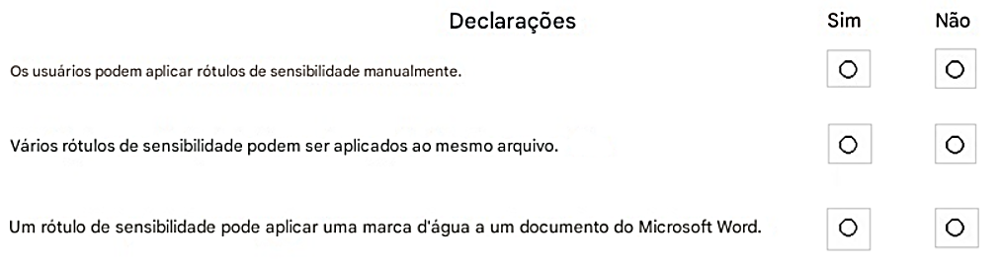 Declarações Sim Não
Os usuários podem aplicar rótulos de sensibilidade manualmente.
Vários rótulos de sensibilidade podem ser aplicados ao mesmo arquivo.
Um rótulo de sensibilidade pode aplicar uma marca d'água a um documento do Microsoft Word.